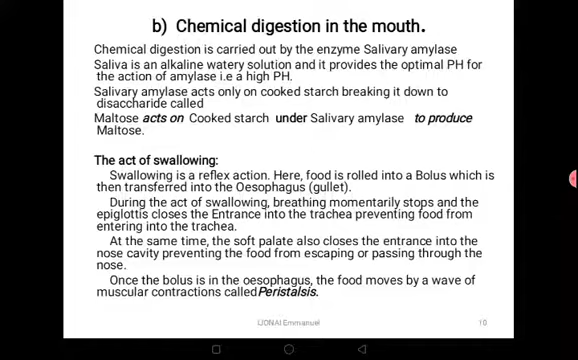 b) Chemical digestion in the mouth.
Chemical digestion is carried out by the enzyme Salivary amylase
Saliva is an alkaline watery solution and it provides the optimal PH for
the action of amylase i.e a high PH.
Salivary amylase acts only on cooked starch breaking it down to
disaccharide called
Maltose acts on Cooked starch under Salivary amylase to produce
Maltose.
The act of swallowing:
Swallowing is a reflex action. Here, food is rolled into a Bolus which is
then transferred into the Oesophagus (gullet).
During the act of swallowing, breathing momentarily stops and the
epiglottis closes the Entrance into the trachea preventing food from
entering into the trachea.
At the same time, the soft palate also closes the entrance into the
nose cavity preventing the food from escaping or passing through the
nose.
Once the bolus is in the oesophagus, the food moves by a wave of
muscular contractions called Peristalsis.
Emmanuel
10